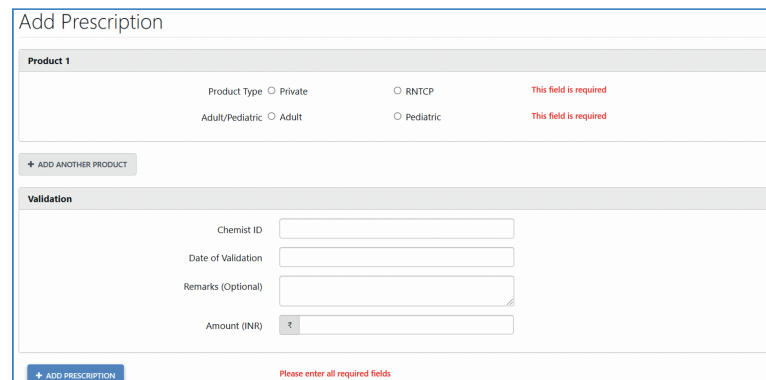 Add Prescription
Product 1
Product Type Private RNTCP This field is required
Adult/Pediatric Adult Pediatric This field is required
+ ADD ANOTHER PRODUCT
Validation
Chemist ID
Date of Validation
Remarks (Optional)
Amount (INR) ₹
+ ADD PRESCRIPTION Please enter all required fields